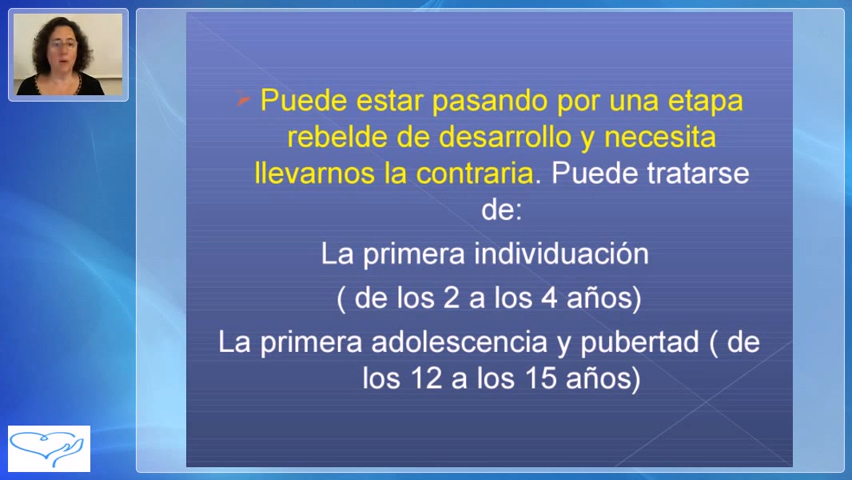 Puede estar pasando por una etapa
rebelde de desarrollo y necesita
llevarnos la contraria. Puede tratarse
de:
La primera individuación
( de los 2 a los 4 años)
La primera adolescencia y pubertad ( de
los 12 a los 15 años)